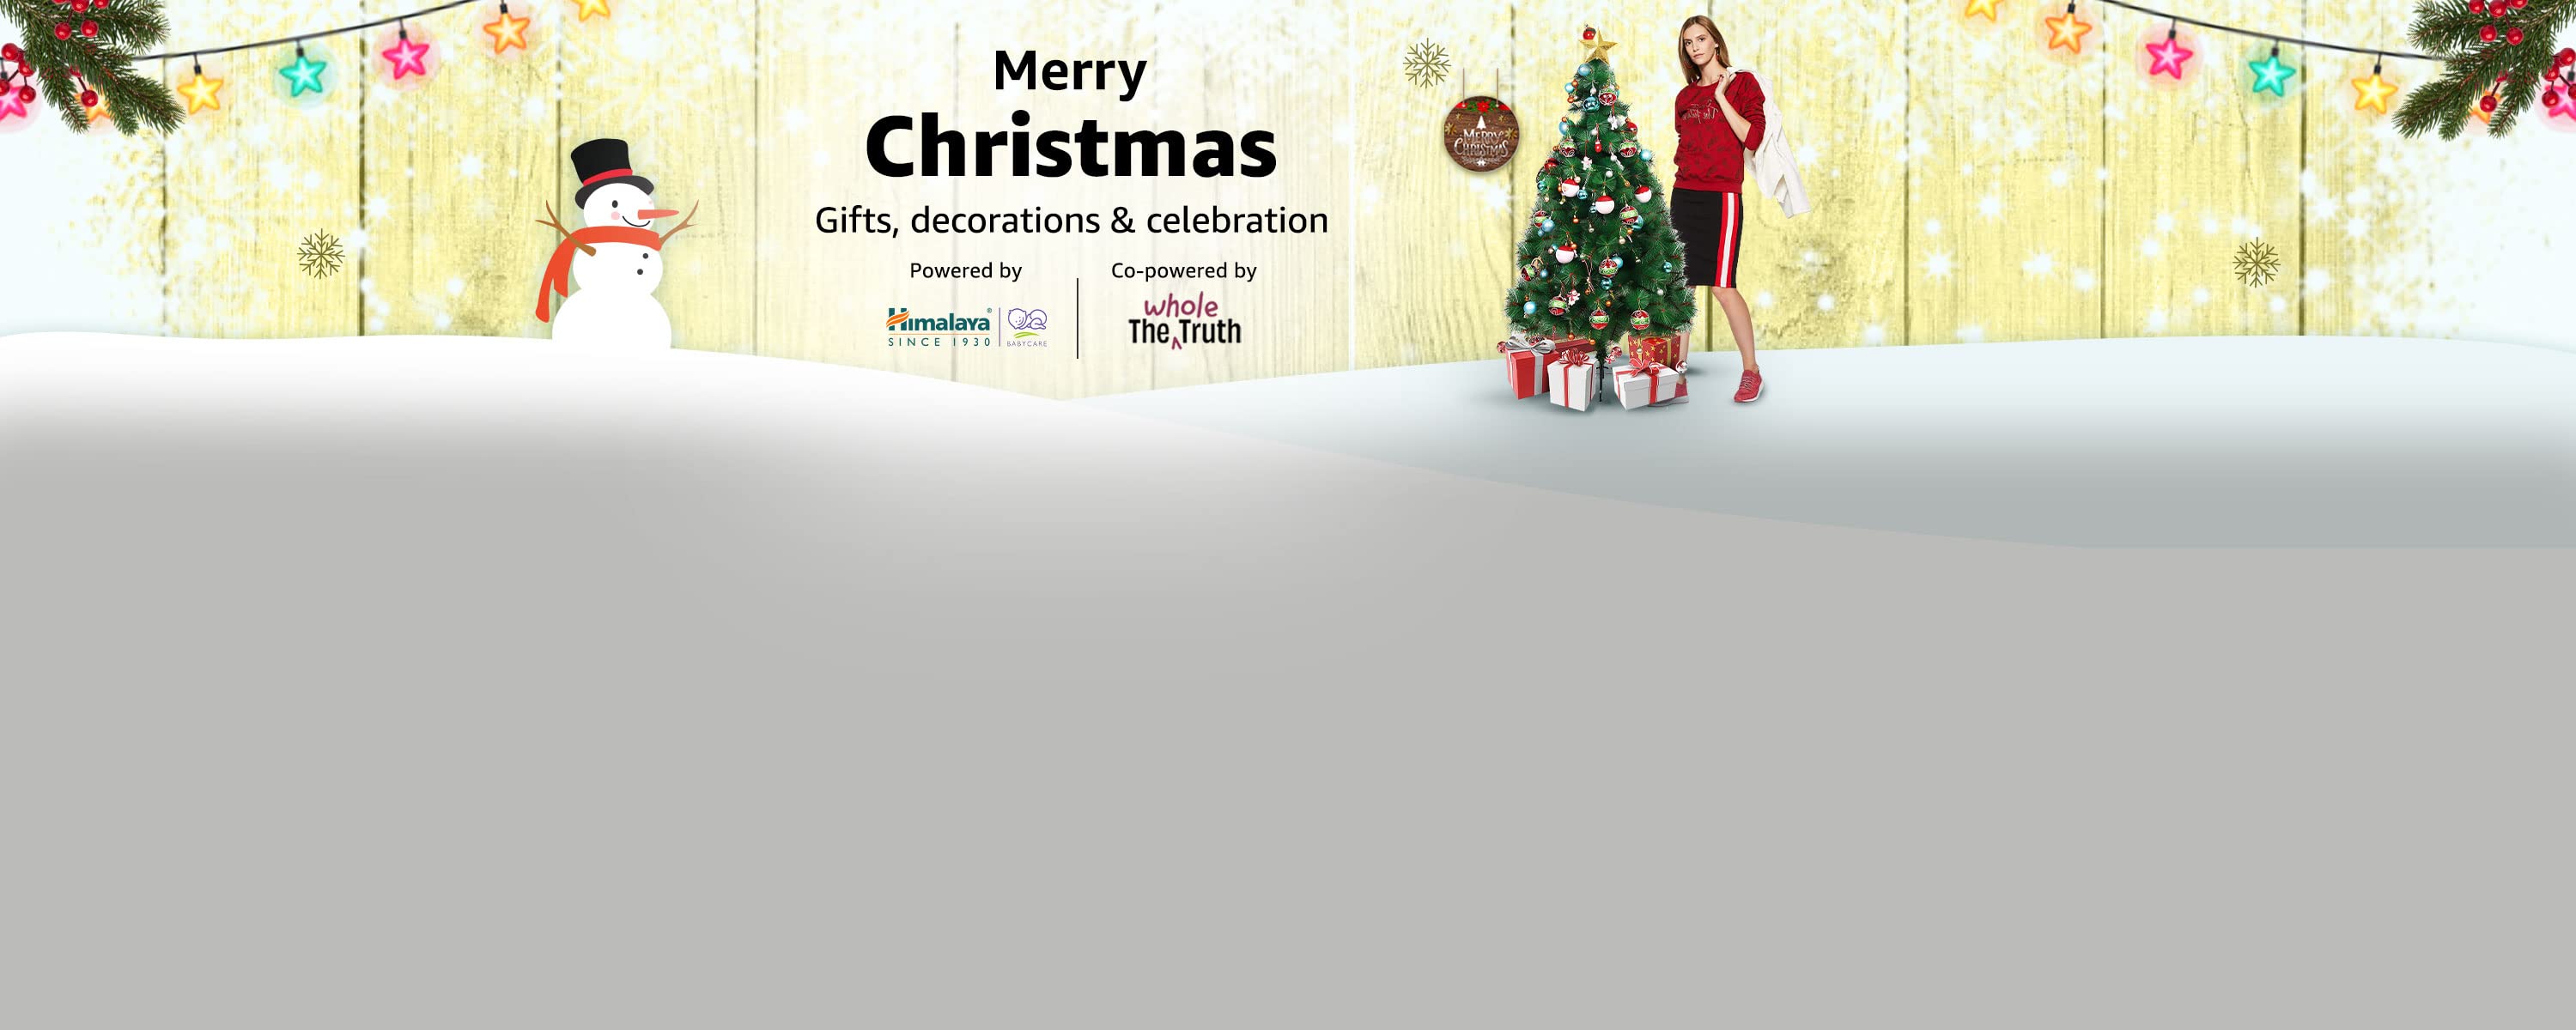 Merry
Christmas
Gifts, decorations & celebration
Powered by
Co-powered by
Himalaya®
SINCE 1930
BABYCARE
whole
The Truth
MERRY
CHRISTMAS